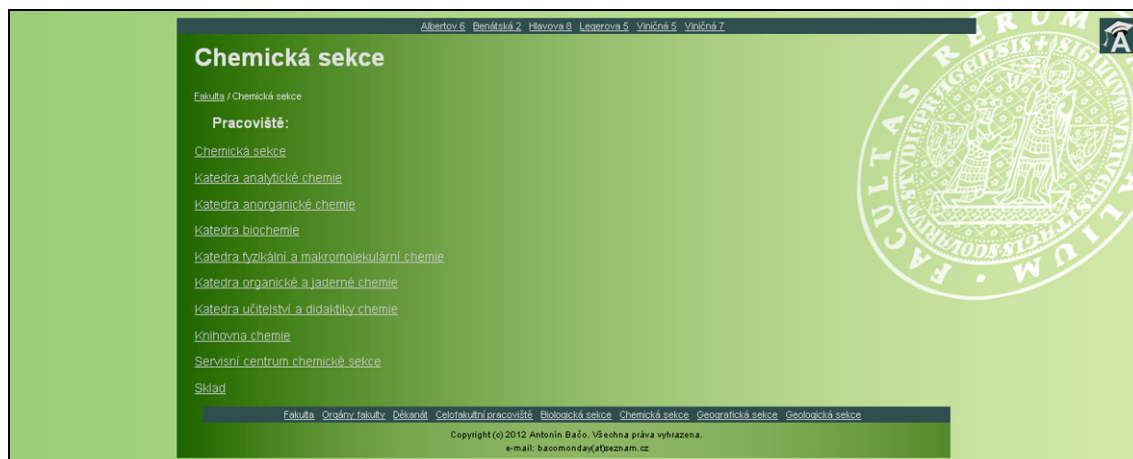 Albertov 6 Benátská 2 Hlavova 8 Legerova 5 Viničná 5 Viničná 7
Chemická sekce
Fakulta / Chemická sekce
Pracoviště:
Chemická sekce
Katedra analytické chemie
Katedra anorganické chemie
Katedra biochemie
Katedra fyzikální a makromolekulární chemie
Katedra organické a jaderné chemie
Katedra učitelství a didaktiky chemie
Knihovna chemie
Servisní centrum chemické sekce
Sklad
Fakulta Orgány fakulty Děkanát Celofakultní pracoviště Biologická sekce Chemická sekce Geografická sekce Geologická sekce
Copyright (c) 2012 Antonín Bačo. Všechna práva vyhrazena.
e-mail: bacomonday(at)seznam.cz